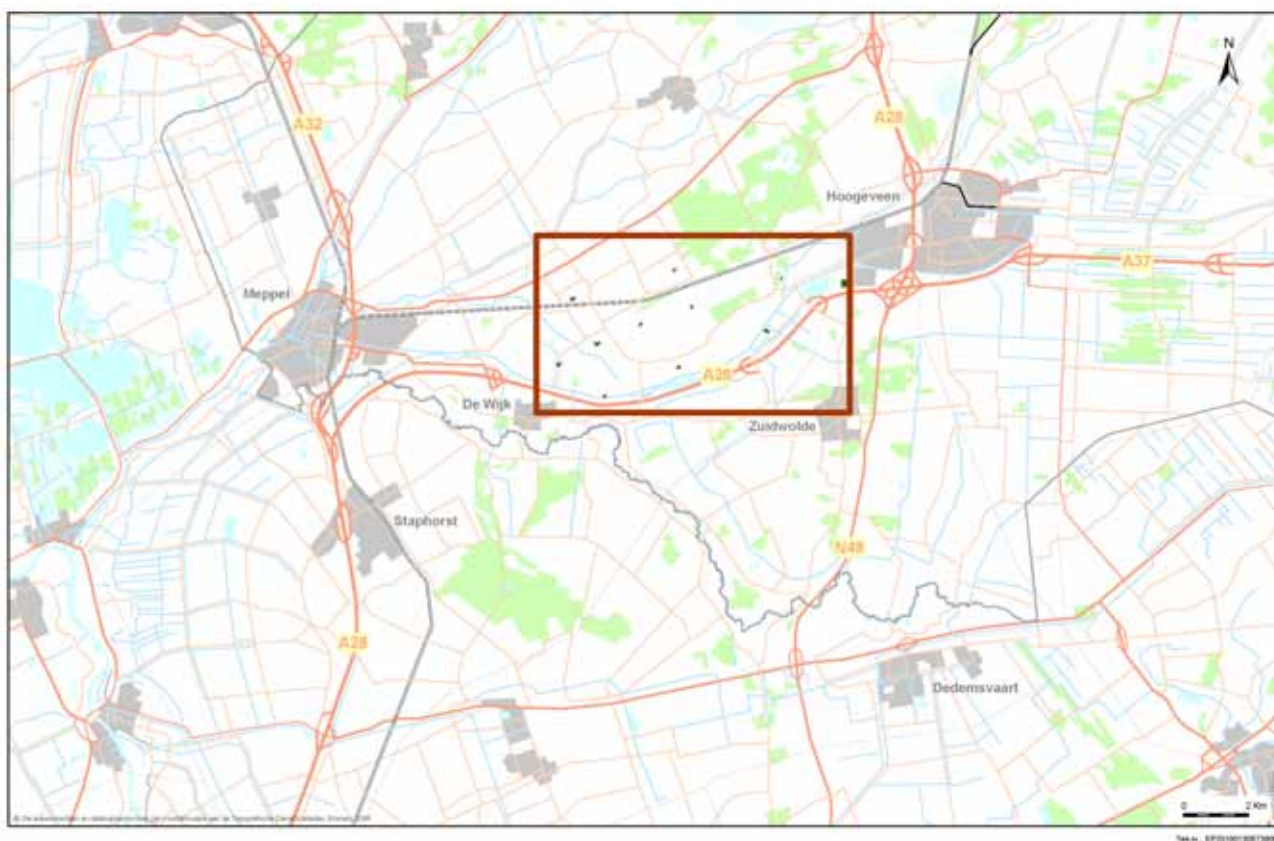 N
A32
A28
Hoogeveen
A37
Meppel
A28
De Wijk
Zuidwolde
Staphorst
N48
A28
Dedemsvaart
0 2 Km